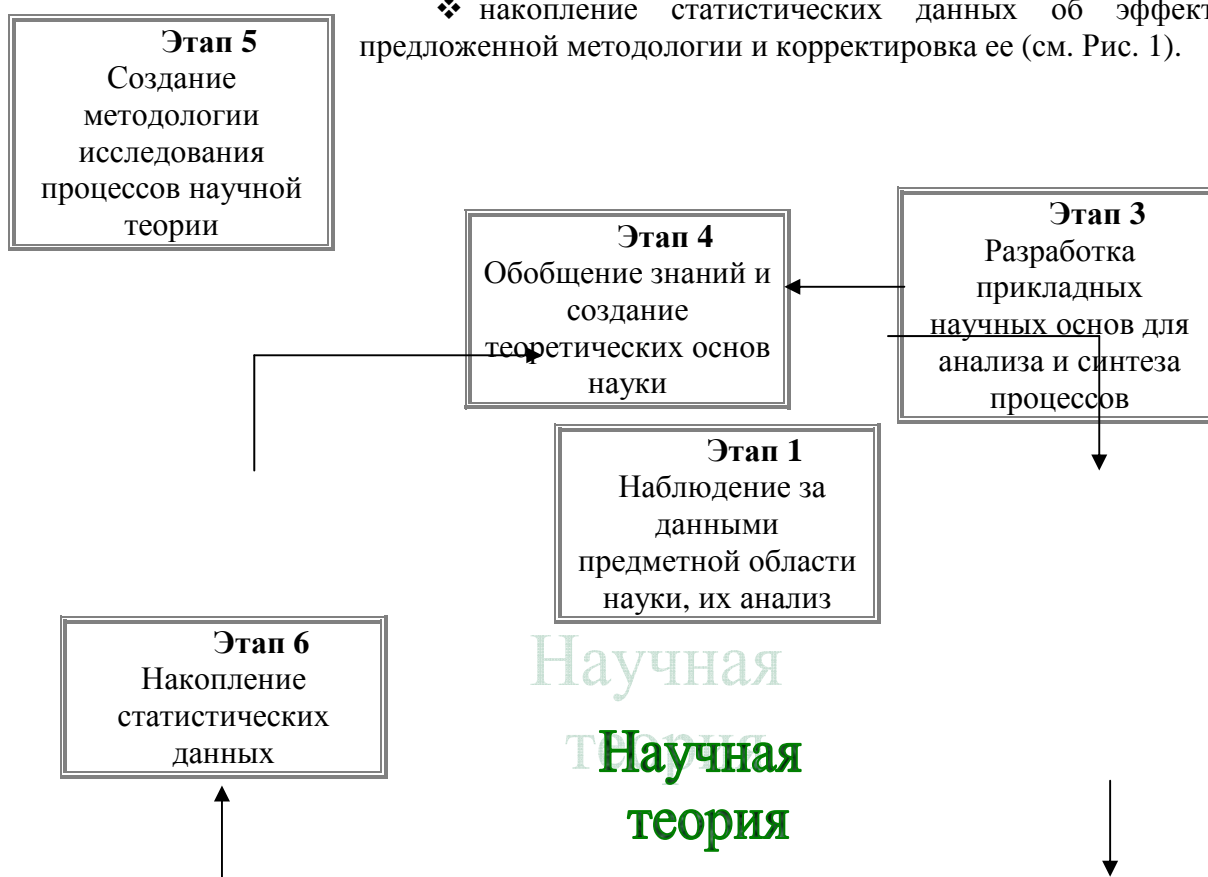 ❖ накопление статистических данных об эффект
предложенной методологии и корректировка ее (см. Рис. 1).
Этап 5
Создание
методологии
исследования
процессов научной
теории
Этап 4
Обобщение знаний и
создание
теоретических основ
науки
Этап 3
Разработка
прикладных
научных основ для
анализа и синтеза
процессов
Этап 1
Наблюдение за
данными
предметной области
науки, их анализ
Этап 6
Накопление
статистических
данных
Научная
теория
Научная
теория